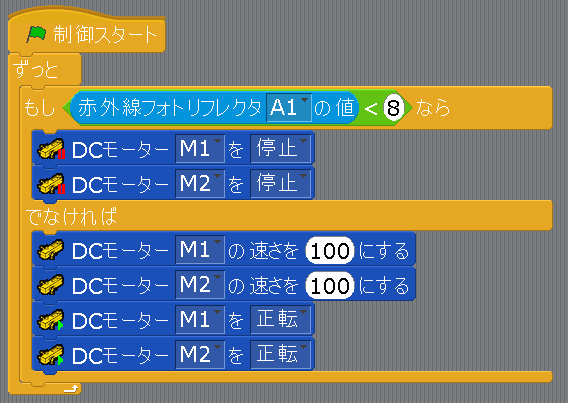 制御スタート
ずっと
もし 赤外線フォトリフレクタ A1 の値 < 8 なら
DCモーター M1 を 停止
DCモーター M2 を 停止
でなければ
DCモーター M1 の速さを 100 にする
DCモーター M2 の速さを 100 にする
DCモーター M1 を 正転
DCモーター M2 を 正転